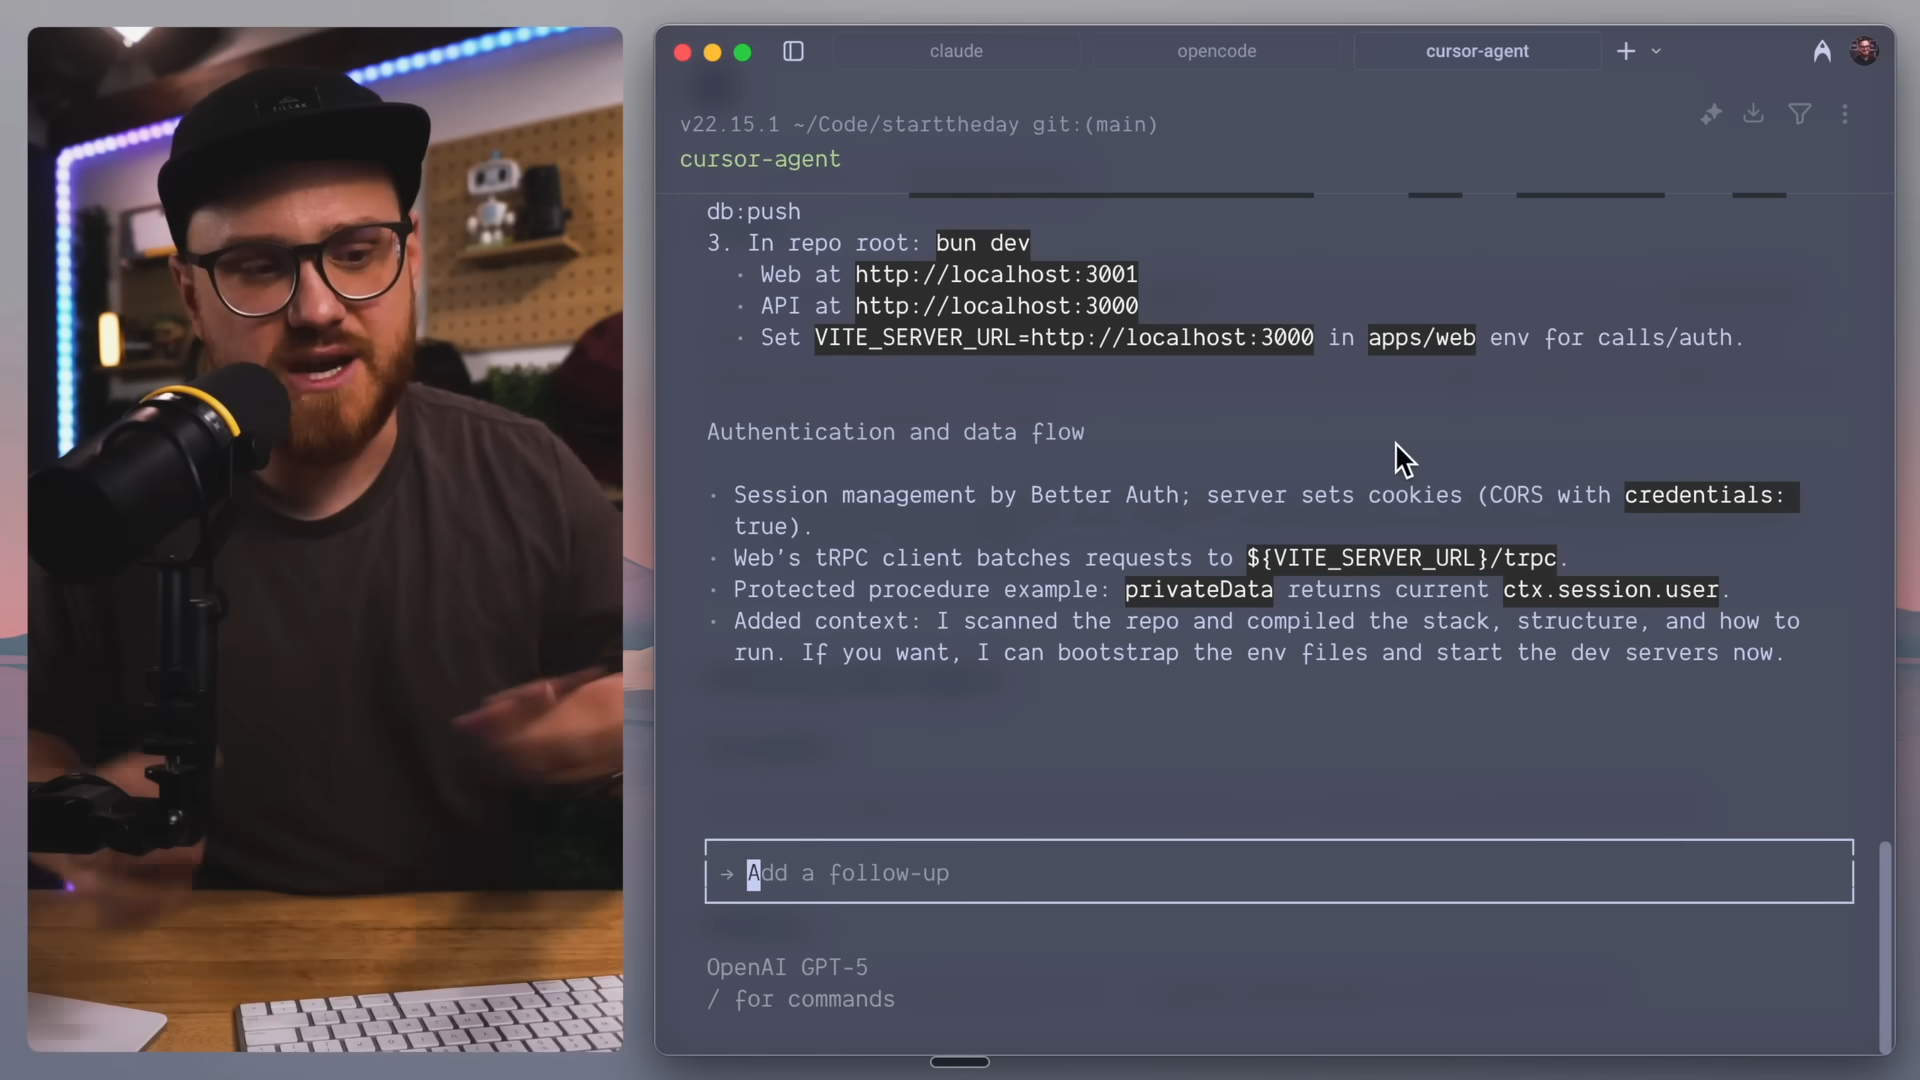 claude
opencode
cursor-agent
v22.15.1 ~/Code/starttheday git:(main)
cursor-agent
db:push
3. In repo root: bun dev
· Web at http://localhost:3001
· API at http://localhost:3000
· Set VITE_SERVER_URL=http://localhost:3000 in apps/web env for calls/auth.
Authentication and data flow
· Session management by Better Auth; server sets cookies (CORS with credentials:
true).
· Web's tRPC client batches requests to ${VITE_SERVER_URL}/trpc.
· Protected procedure example: privateData returns current ctx.session.user.
· Added context: I scanned the repo and compiled the stack, structure, and how to
run. If you want, I can bootstrap the env files and start the dev servers now.
→ Add a follow-up
OpenAI GPT-5
/ for commands